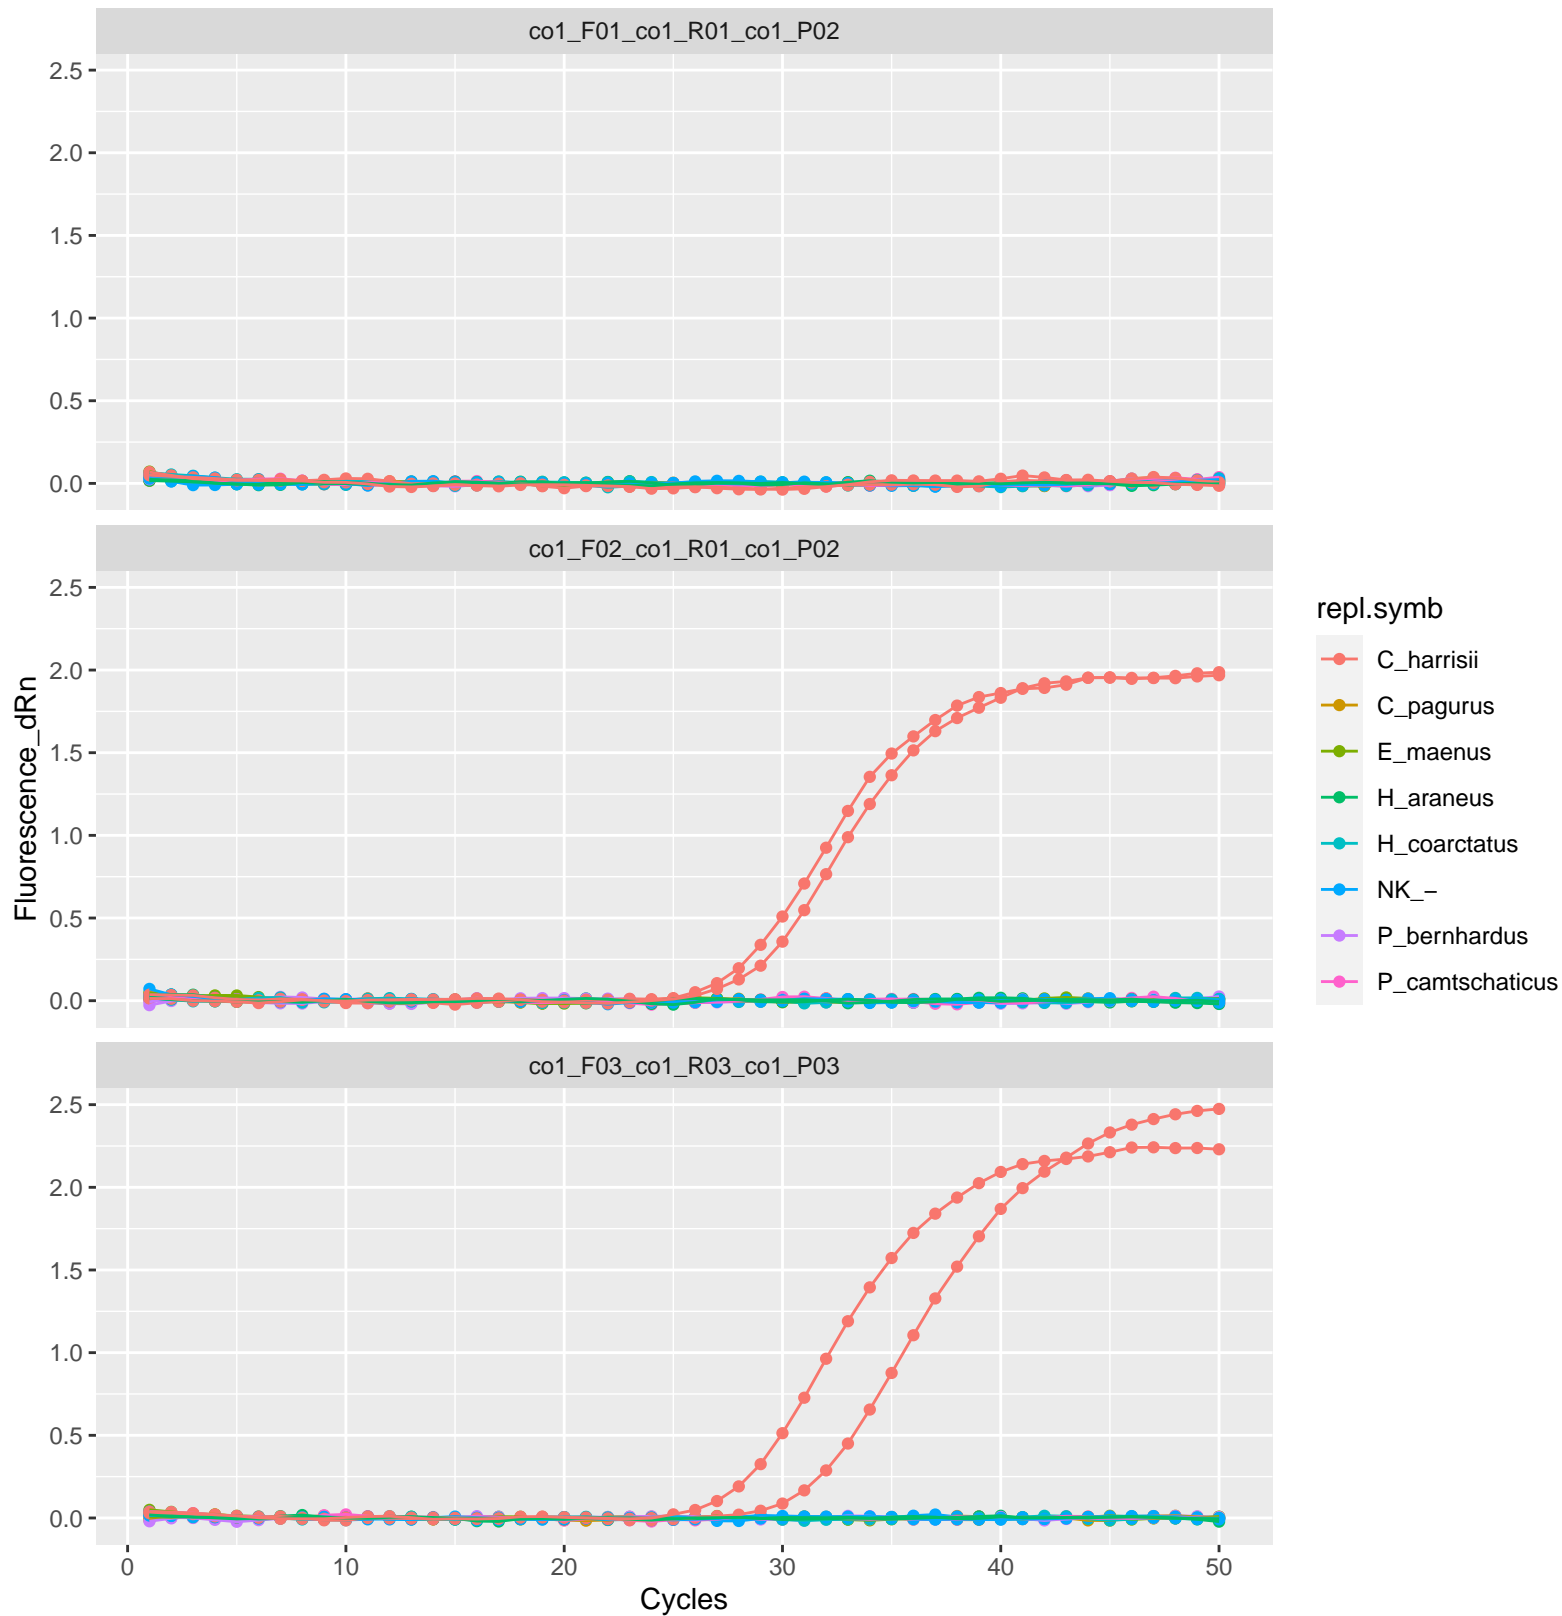 co1_F01_co1_R01_co1_P02
2.5
2.0
1.5
1.0
0.5
0.0
co1_F02_co1_R01_co1_P02
2.5
2.0
1.5
1.0
0.5
0.0
co1_F03_co1_R03_co1_P03
2.5
2.0
1.5
1.0
0.5
0.0
0 10 20 30 40 50
Cycles
Fluorescence_dRn
repl.symb
C_harrisii
C_pagurus
E_maenus
H_araneus
H_coarctatus
NK_−
P_bernhardus
P_camtschaticus